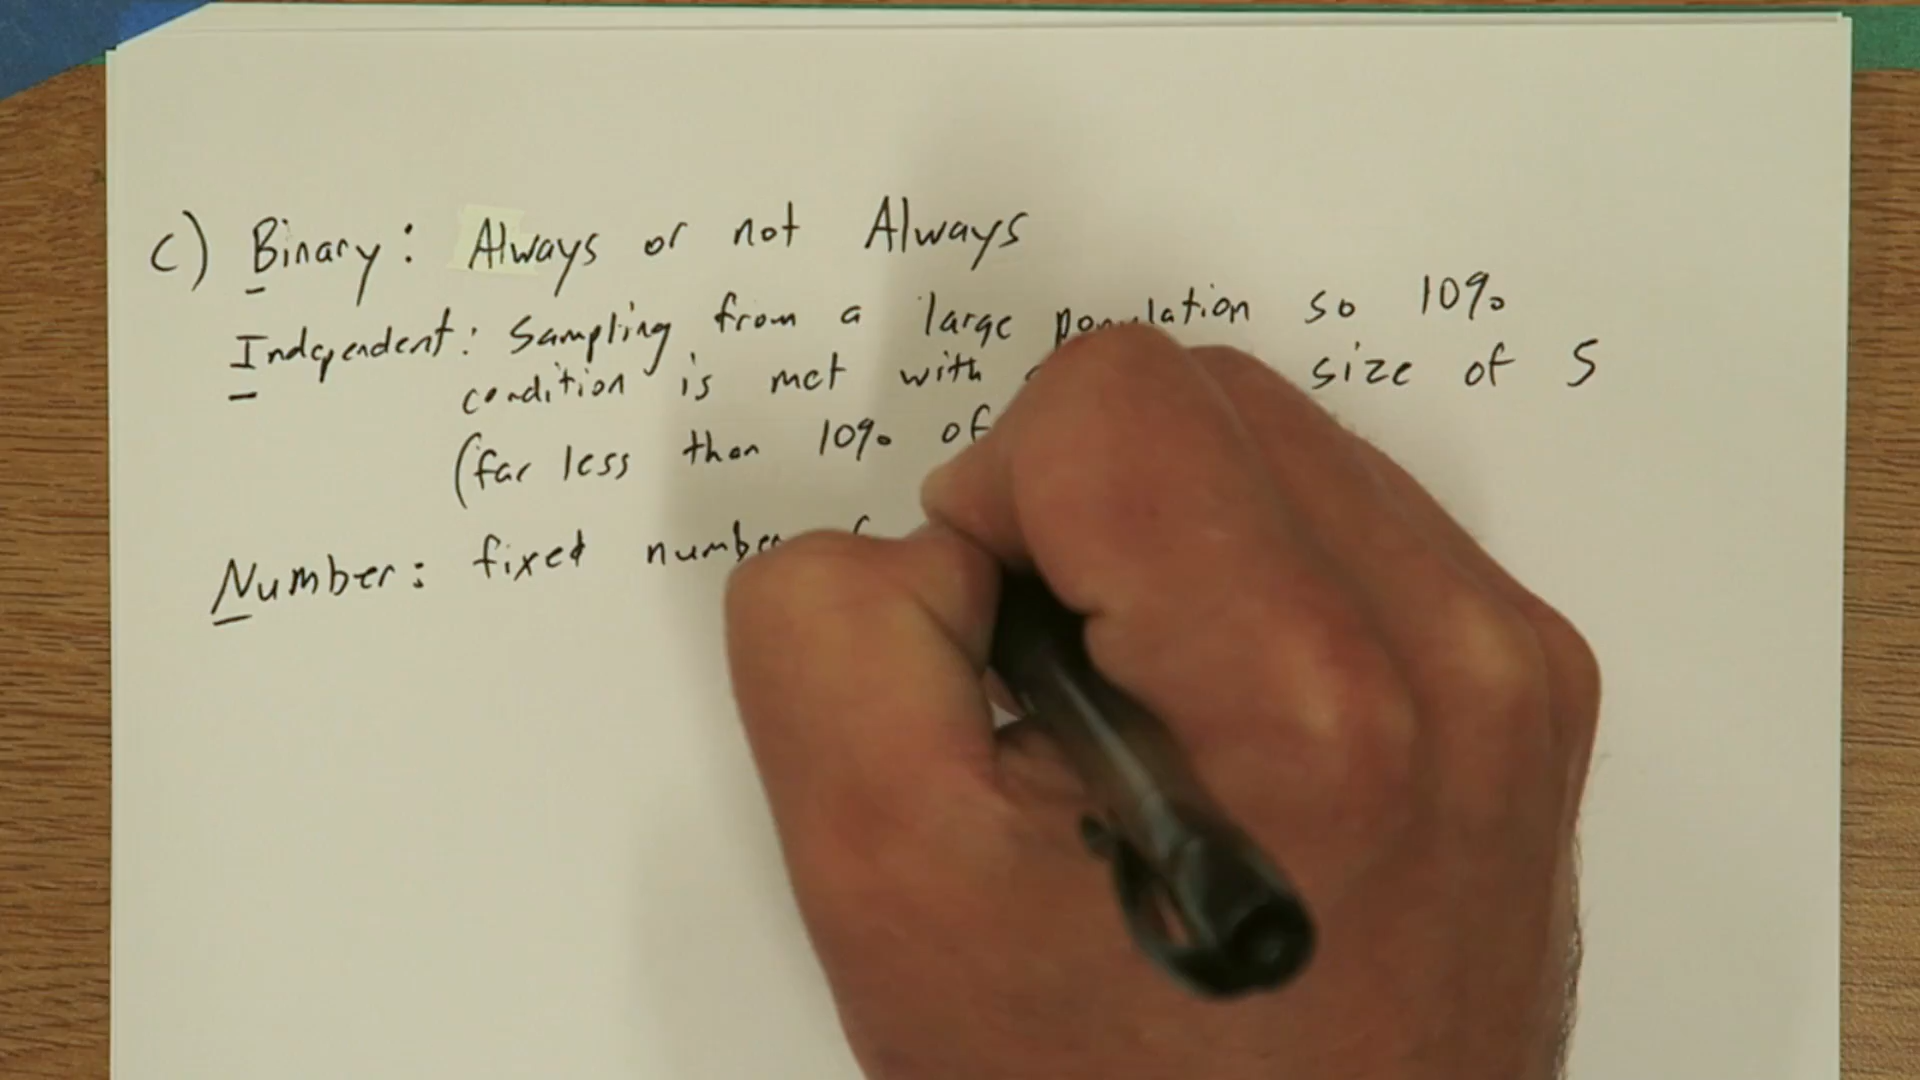 c) Binary: Always or not Always
Independent: Sampling from a large population so 10%
condition is met with size of 5
(far less than 10% of
Number: fixed number